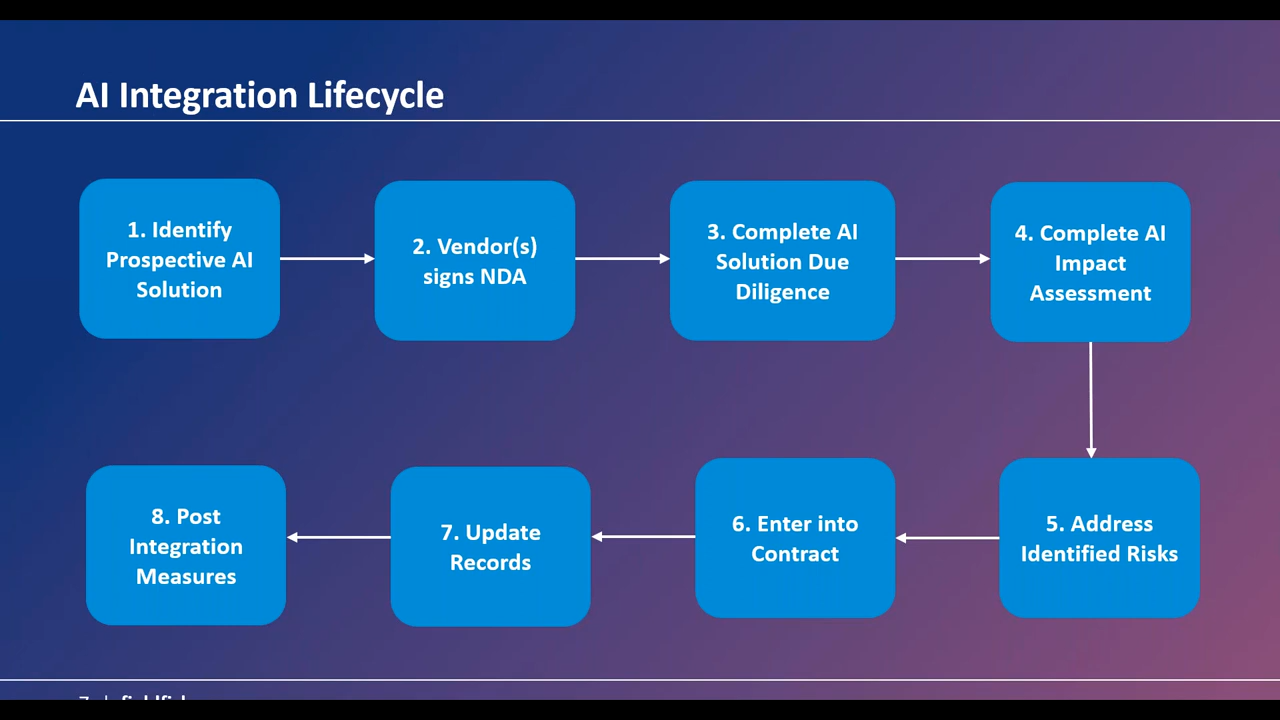 AI Integration Lifecycle
1. Identify
Prospective AI
Solution
2. Vendor(s)
signs NDA
3. Complete AI
Solution Due
Diligence
4. Complete AI
Impact
Assessment
8. Post
Integration
Measures
7. Update
Records
6. Enter into
Contract
5. Address
Identified Risks